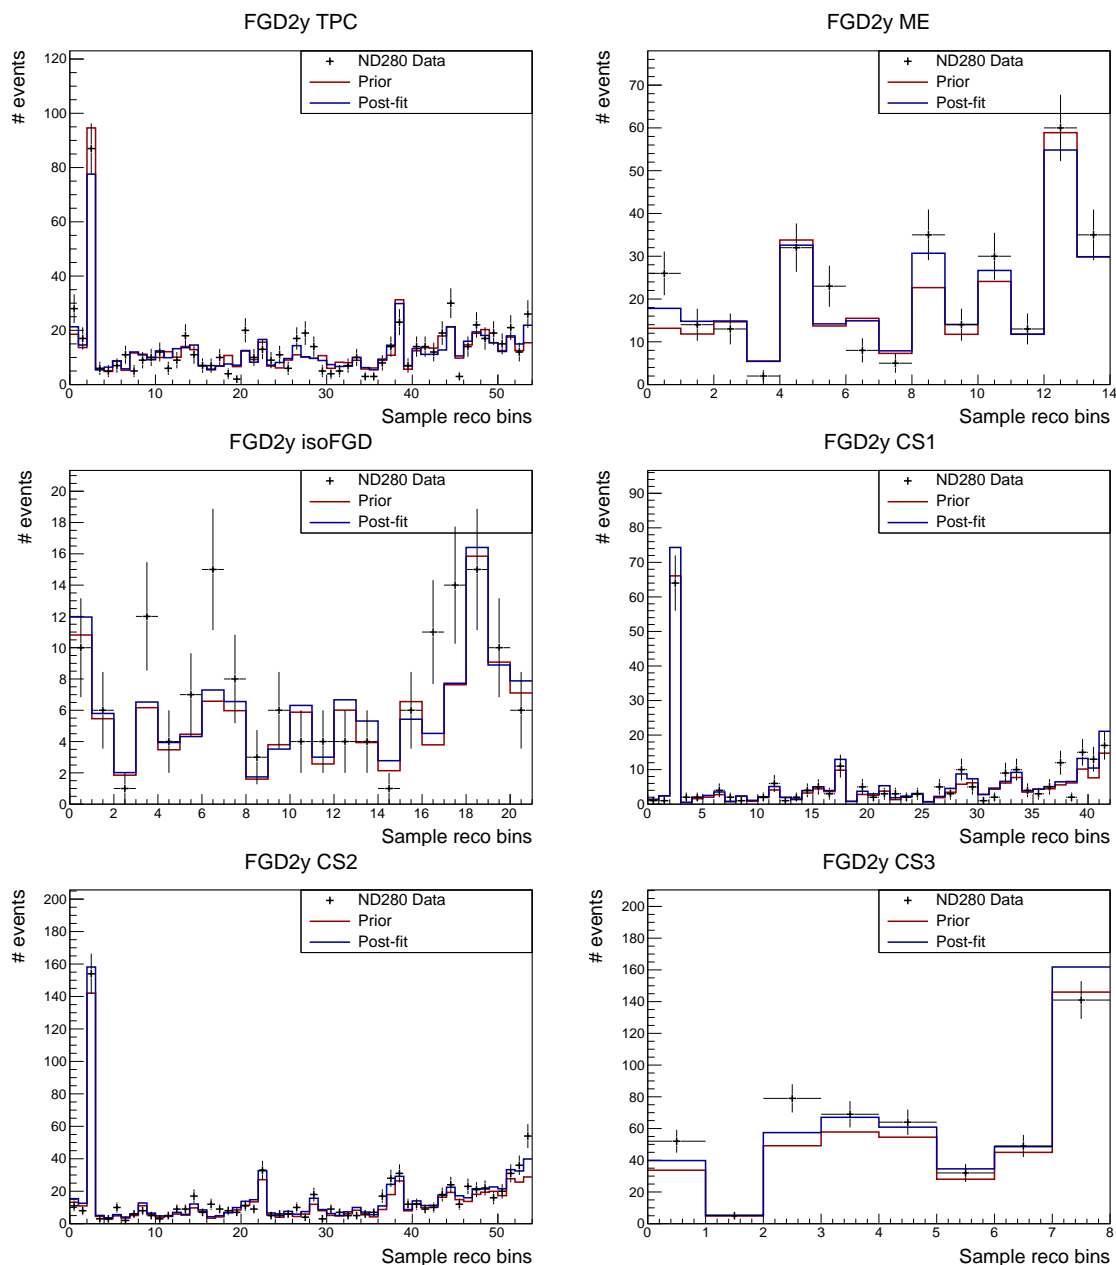 FGD2y TPC
# events
120
100
80
60
40
20
0
ND280 Data
Prior
Post-fit
0 10 20 30 40 50
Sample reco bins
FGD2y ME
# events
70
60
50
40
30
20
10
0
ND280 Data
Prior
Post-fit
0 2 4 6 8 10 12 14
Sample reco bins
FGD2y isoFGD
# events
20
18
16
14
12
10
8
6
4
2
0
ND280 Data
Prior
Post-fit
0 2 4 6 8 10 12 14 16 18 20
Sample reco bins
FGD2y CS1
# events
90
80
70
60
50
40
30
20
10
0
ND280 Data
Prior
Post-fit
0 5 10 15 20 25 30 35 40
Sample reco bins
FGD2y CS2
# events
200
180
160
140
120
100
80
60
40
20
0
ND280 Data
Prior
Post-fit
0 10 20 30 40 50
Sample reco bins
FGD2y CS3
# events
200
180
160
140
120
100
80
60
40
20
0
ND280 Data
Prior
Post-fit
0 1 2 3 4 5 6 7 8
Sample reco bins